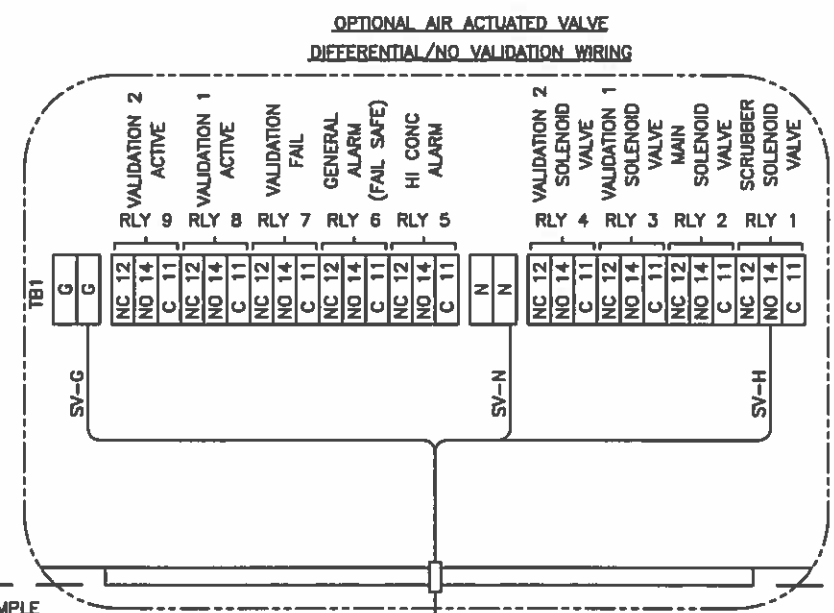 OPTIONAL AIR ACTUATED VALVE
DIFFERENTIAL/NO VALIDATION WIRING
VALIDATION 2
ACTIVE
VALIDATION 1
ACTIVE
VALIDATION
FAIL
GENERAL
ALARM
(FAIL SAFE)
HI CONC
ALARM
VALIDATION 2
SOLENOID
VALVE
VALIDATION 1
SOLENOID
VALVE
MAIN
SOLENOID
VALVE
SCRUBBER
SOLENOID
VALVE
RLY 9
RLY 8
RLY 7
RLY 6
RLY 5
RLY 4
RLY 3
RLY 2
RLY 1
TB1
G
G
NC 12
NO 14
C 11
NC 12
NO 14
C 11
NC 12
NO 14
C 11
NC 12
NO 14
C 11
NC 12
NO 14
C 11
N
N
NC 12
NO 14
C 11
NC 12
NO 14
C 11
NC 12
NO 14
C 11
NC 12
NO 14
C 11
SV-G
SV-N
SV-H
MPLE